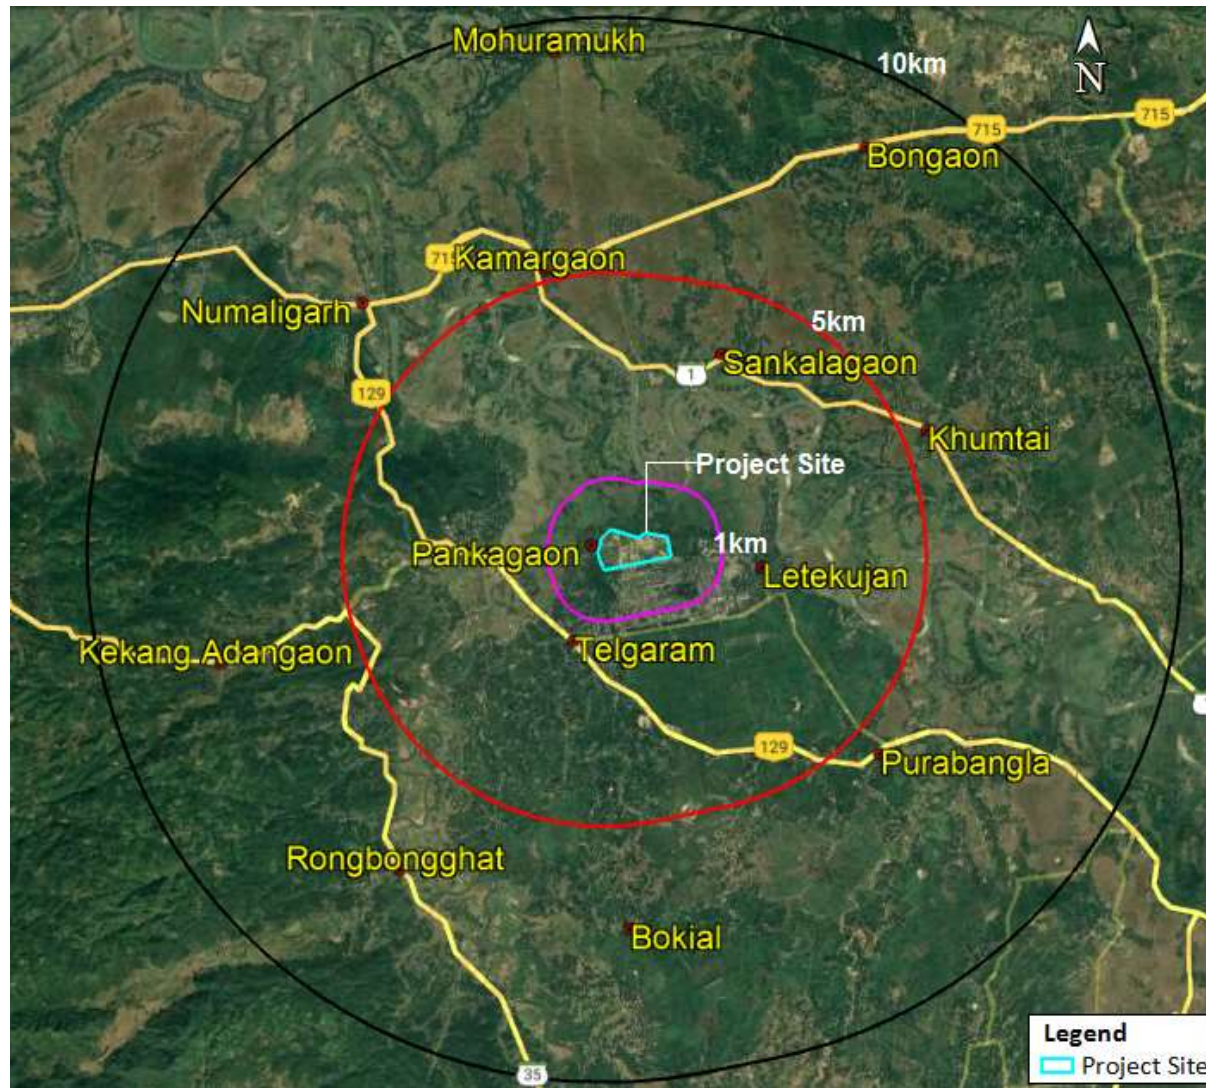 Mohuramukh
10km
N
715
715
Bongaon
715
Kamargaon
Numaligarh
5km
Sankalagaon
1
129
Khumtai
Project Site
Pankagaon
1km
Letekujan
Kekang Adangaon
Telgaram
129
Purabangla
Rongbongghat
Bokial
35
Legend
Project Site